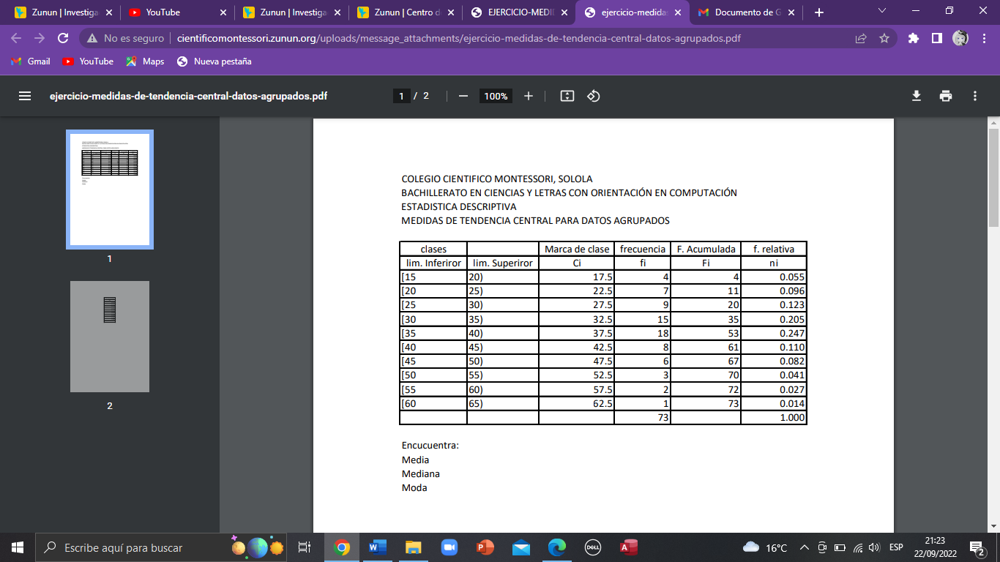 Zunun | Investiga
YouTube
Zunun | Investiga
Zunun | Centro d
EJERCICIO-MEDI
ejercicio-medidas
Documento de G
No es seguro | cientificomontessori.zunun.org/uploads/message_attachments/ejercicio-medidas-de-tendencia-central-datos-agrupados.pdf
Gmail YouTube Maps Nueva pestaña
ejercicio-medidas-de-tendencia-central-datos-agrupados.pdf 1 / 2 100%
1
2
COLEGIO CIENTIFICO MONTESSORI, SOLOLA
BACHILLERATO EN CIENCIAS Y LETRAS CON ORIENTACIÓN EN COMPUTACIÓN
ESTADISTICA DESCRIPTIVA
MEDIDAS DE TENDENCIA CENTRAL PARA DATOS AGRUPADOS
clases Marca de clase frecuencia F. Acumulada f. relativa
lim. Inferiror lim. Superiror Ci fi Fi ni
[15 20) 17.5 4 4 0.055
[20 25) 22.5 7 11 0.096
[25 30) 27.5 9 20 0.123
[30 35) 32.5 15 35 0.205
[35 40) 37.5 18 53 0.247
[40 45) 42.5 8 61 0.110
[45 50) 47.5 6 67 0.082
[50 55) 52.5 3 70 0.041
[55 60) 57.5 2 72 0.027
[60 65) 62.5 1 73 0.014
73 1.000
Encucuentra:
Media
Mediana
Moda
Escribe aquí para buscar
DELL
16°C
ESP
21:23
22/09/2022
2